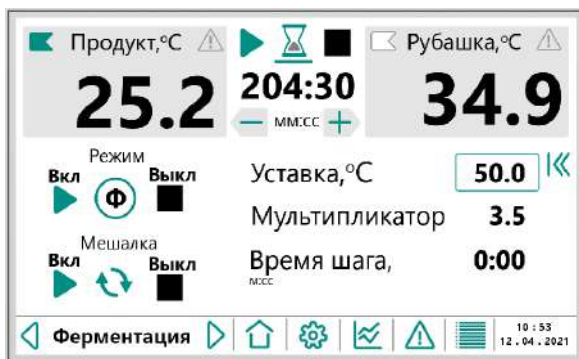 Продукт,°C
Рубашка,°C
25.2
204:30
34.9
— мм:сс +
Режим
Вкл
Выкл
Ф
Уставка,°C
50.0
Мультипликатор
3.5
Мешалка
Вкл
Выкл
Время шага,
0:00
м:сс
Ферментация
10:53
12.04.2021